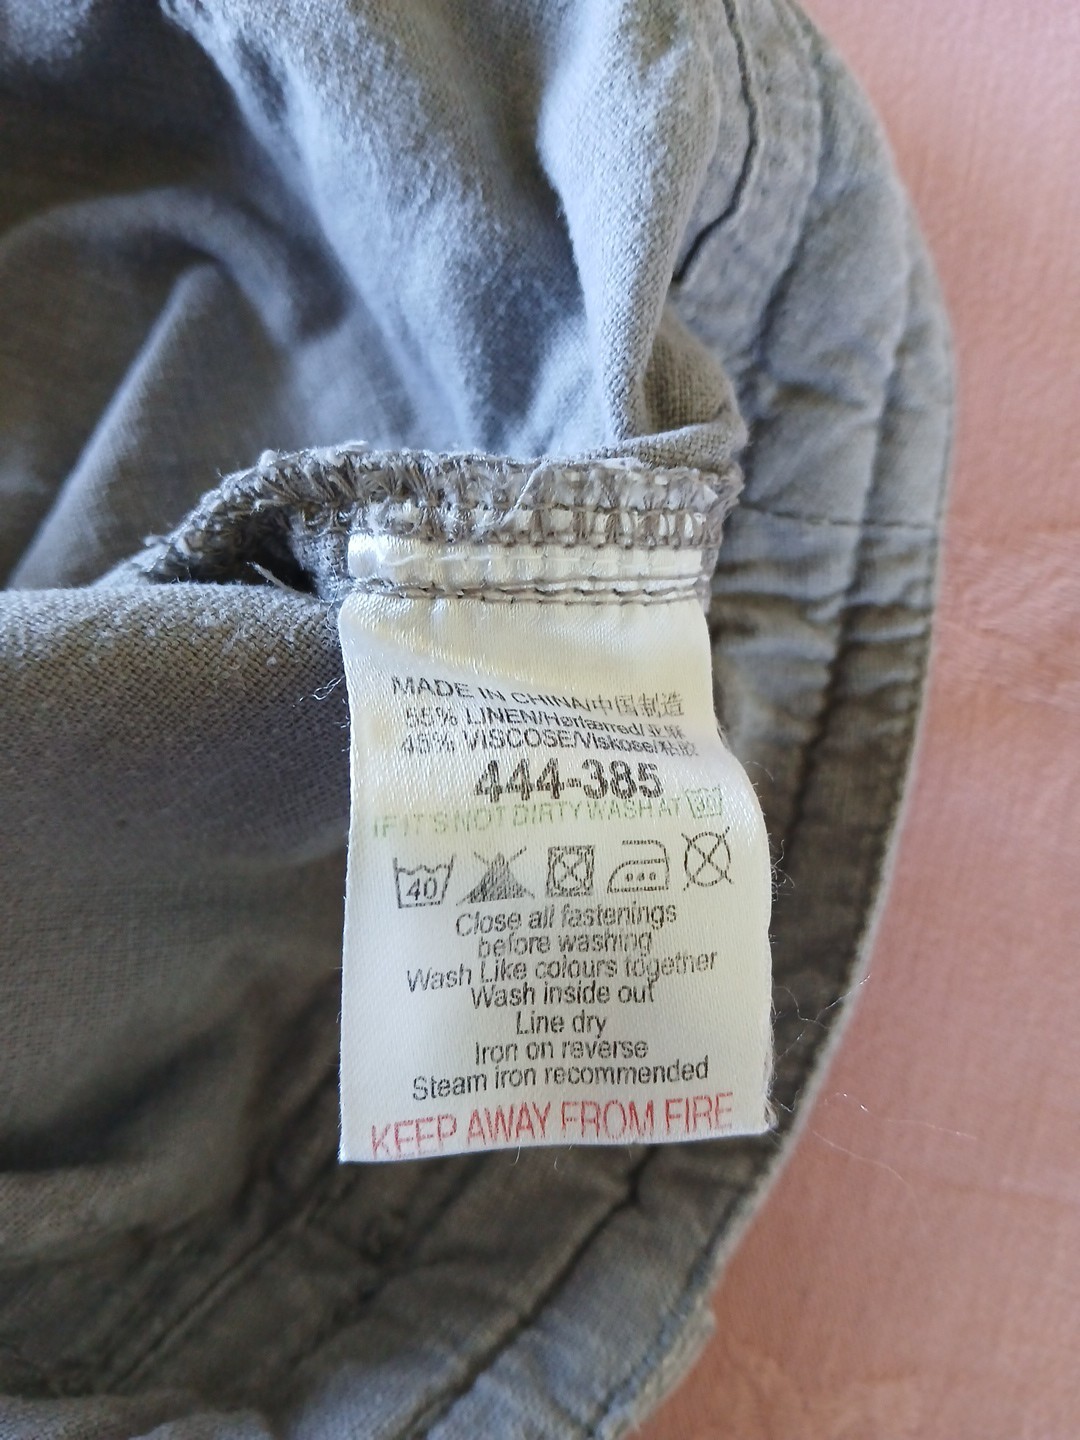 MADE IN CHINA/中国制造
55% LINEN/Hørlærred/亚麻
45% VISCOSE/Viskose/粘胶
444-385
IF IT'S NOT DIRTY WASH AT 30
40
Close all fastenings
before washing
Wash Like colours together
Wash inside out
Line dry
Iron on reverse
Steam iron recommended
KEEP AWAY FROM FIRE